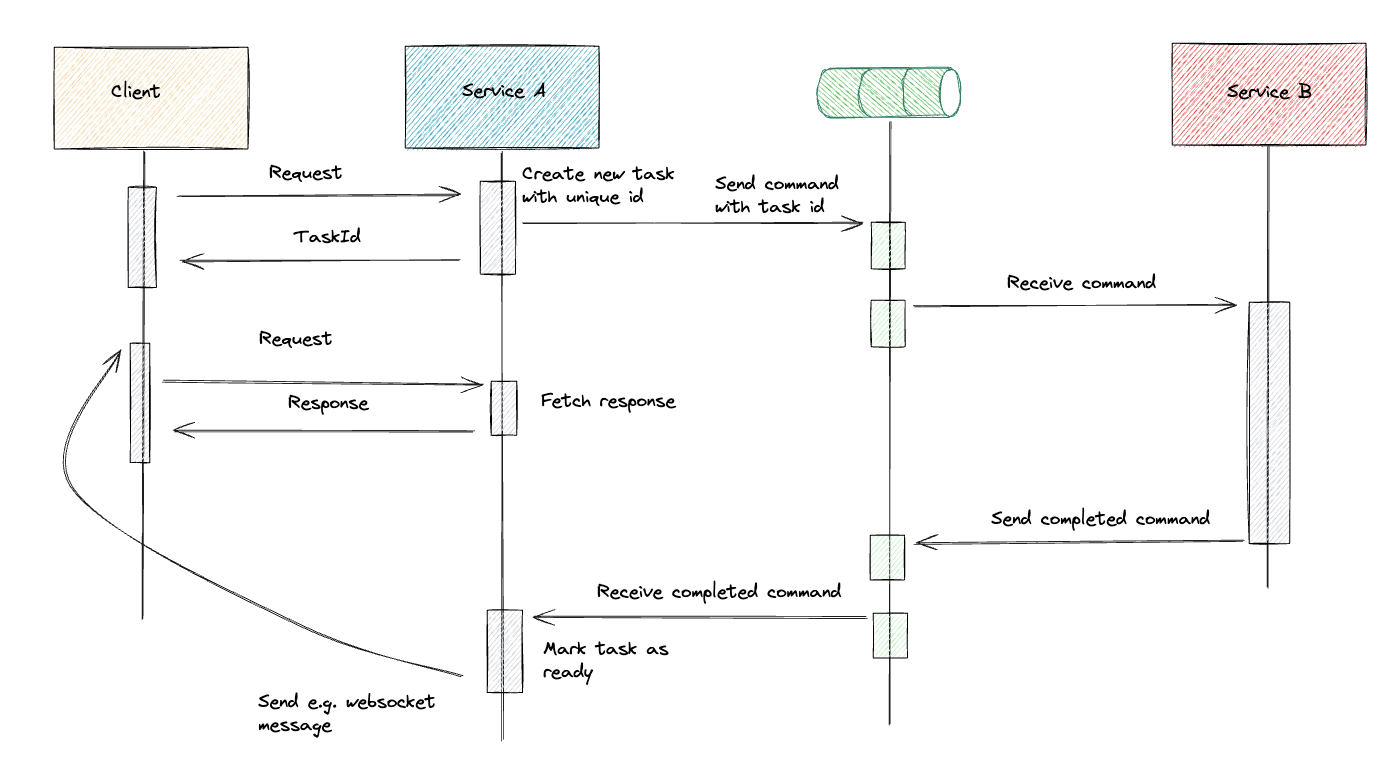 Client
Service A
Service B
Request
Create new task
with unique id
Send command
with task id
TaskId
Receive command
Request
Response
Fetch response
Send completed command
Receive completed command
Mark task as
ready
Send e.g. websocket
message